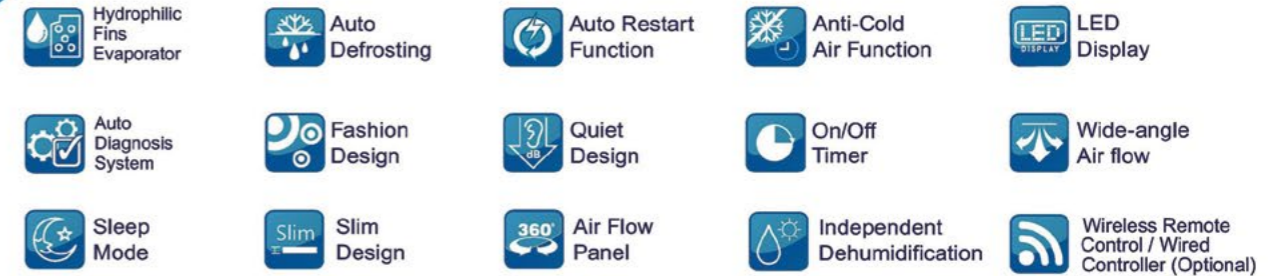 Hydrophilic
Fins
Evaporator
Auto
Defrosting
Auto Restart
Function
Anti-Cold
Air Function
LED
DISPLAY
LED
Display
Auto
Diagnosis
System
Fashion
Design
dB
Quiet
Design
On/Off
Timer
Wide-angle
Air flow
Sleep
Mode
Slim
Slim
Design
360°
Air Flow
Panel
Independent
Dehumidification
Wireless Remote
Control / Wired
Controller (Optional)